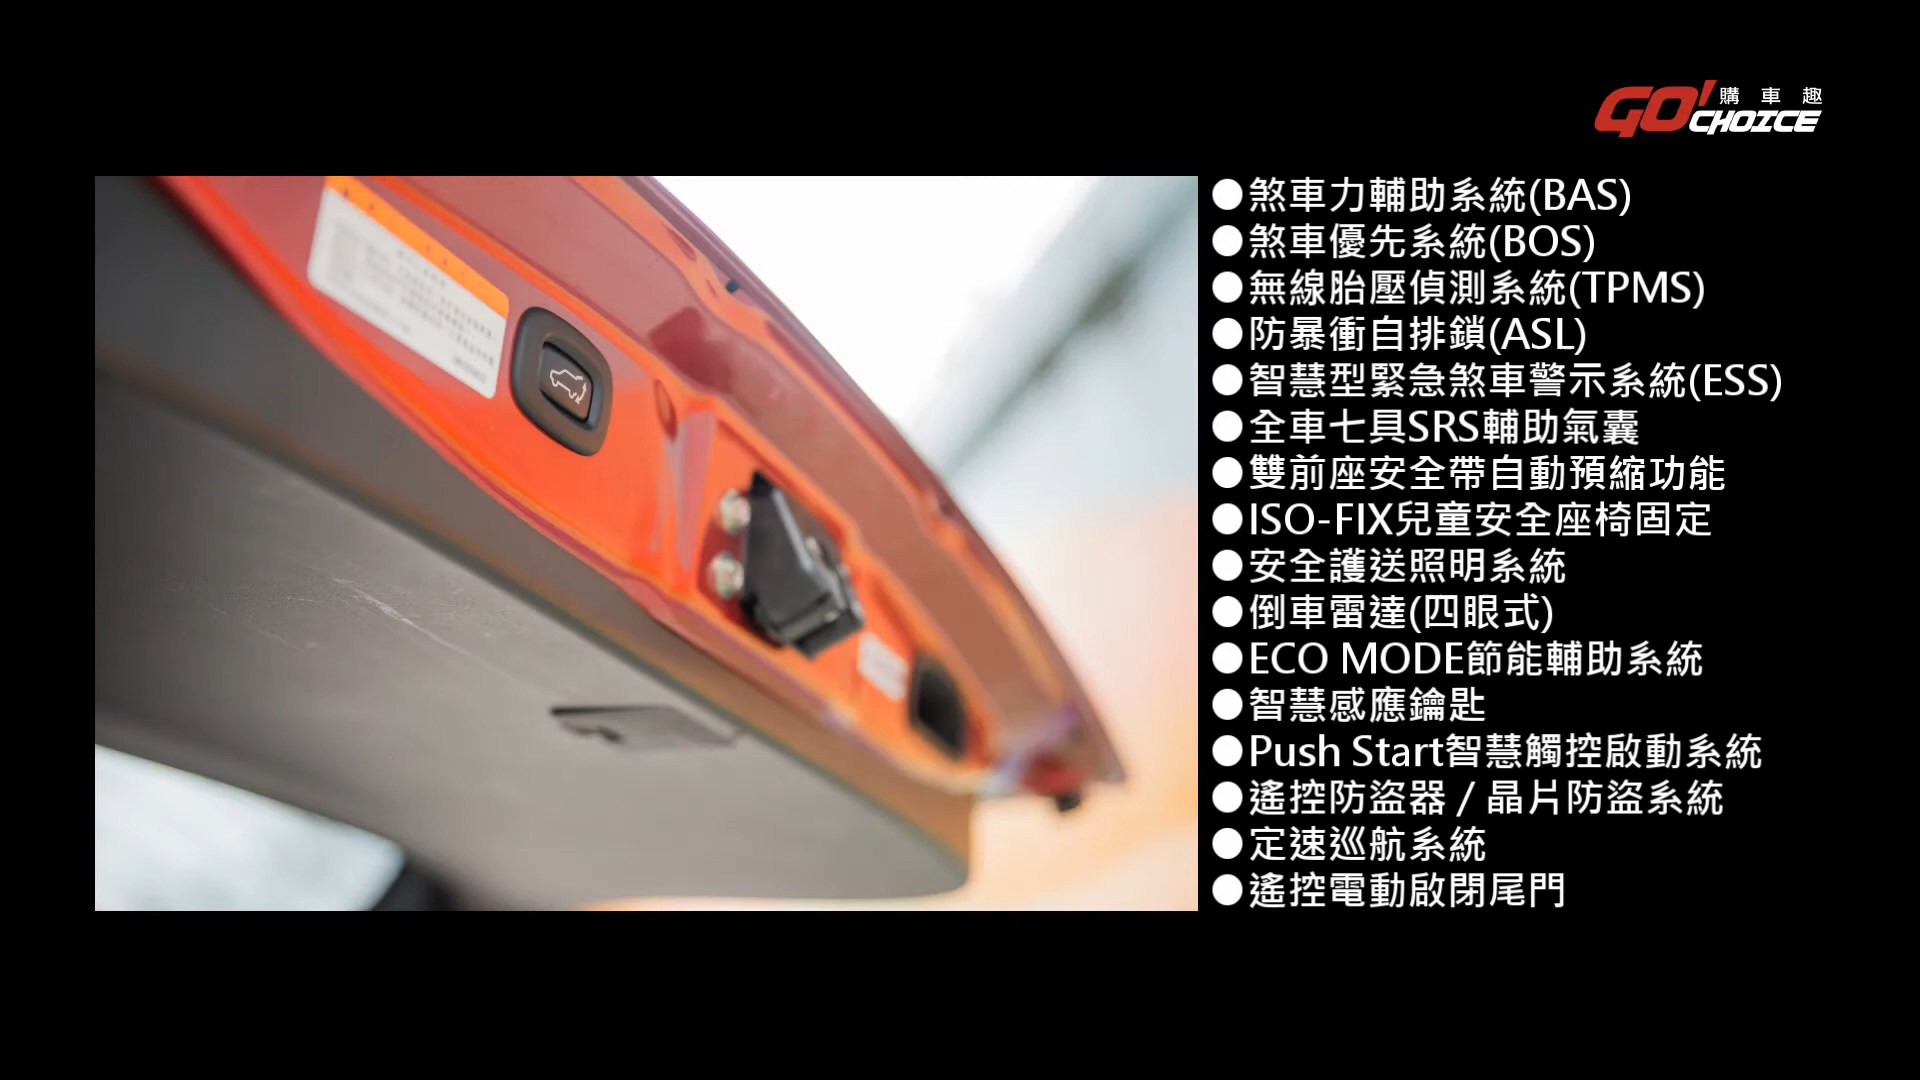 GO! 購車趣
CHOICE
●煞車力輔助系統(BAS)
●煞車優先系統(BOS)
●無線胎壓偵測系統(TPMS)
●防暴衝自排鎖(ASL)
●智慧型緊急煞車警示系統(ESS)
●全車七具SRS輔助氣囊
●雙前座安全帶自動預縮功能
●ISO-FIX兒童安全座椅固定
●安全護送照明系統
●倒車雷達(四眼式)
●ECO MODE節能輔助系統
●智慧感應鑰匙
●Push Start智慧觸控啟動系統
●遙控防盜器 / 晶片防盜系統
●定速巡航系統
●遙控電動啟閉尾門